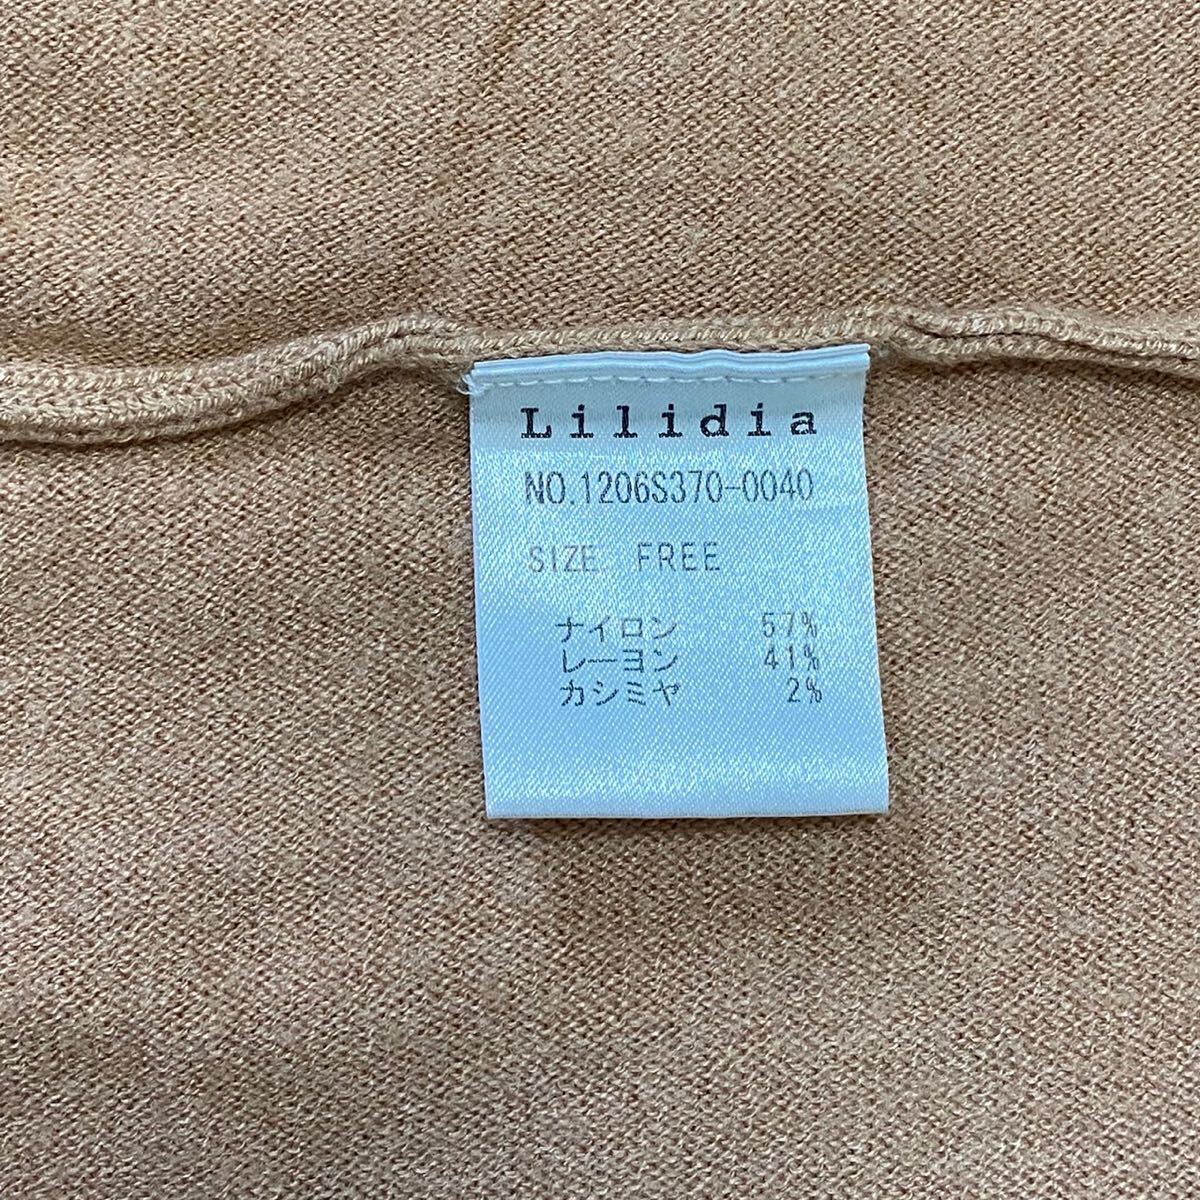 Lilidia
NO.1206S370-0040
SIZE. FREE
ナイロン 57%
レーヨン 41%
カシミヤ 2%